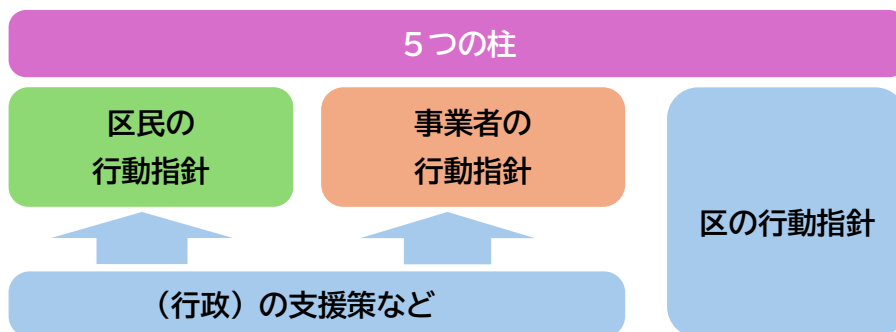 ５つの柱
区民の
行動指針
事業者の
行動指針
区の行動指針
（行政）の支援策など